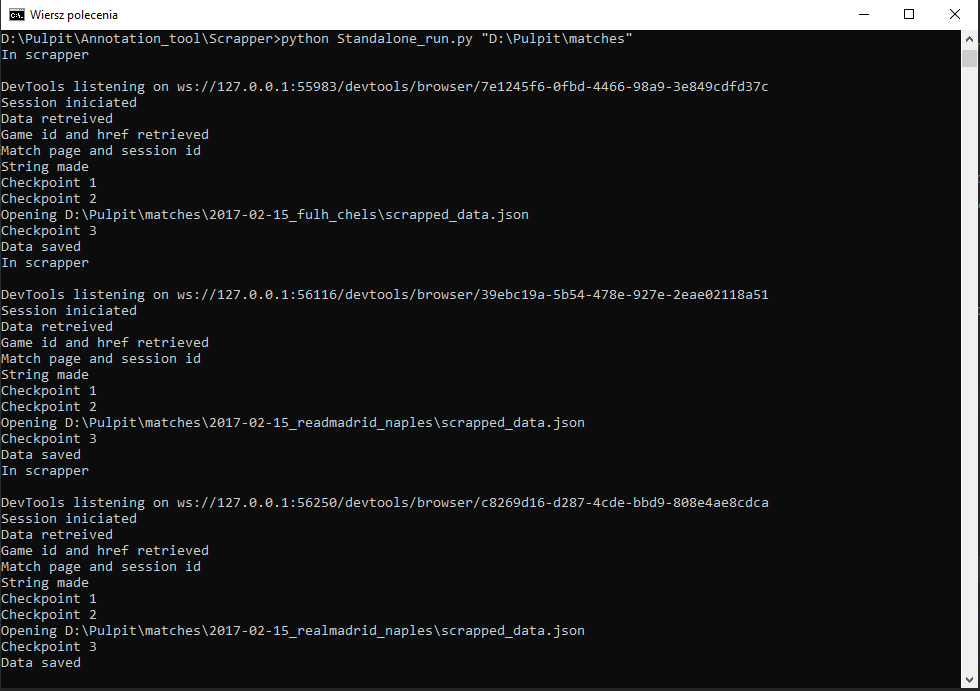 Wiersz polecenia
D:\Pulpit\Annotation_tool\Scrapper>python Standalone_run.py "D:\Pulpit\matches"
In scrapper
DevTools listening on ws://127.0.0.1:55983/devtools/browser/7e1245f6-0fbd-4466-98a9-3e849cdfd37c
Session iniciated
Data retreived
Game id and href retrieved
Match page and session id
String made
Checkpoint 1
Checkpoint 2
Opening D:\Pulpit\matches\2017-02-15_fulh_chels\scrapped_data.json
Checkpoint 3
Data saved
In scrapper
DevTools listening on ws://127.0.0.1:56116/devtools/browser/39ebc19a-5b54-478e-927e-2eae02118a51
Session iniciated
Data retreived
Game id and href retrieved
Match page and session id
String made
Checkpoint 1
Checkpoint 2
Opening D:\Pulpit\matches\2017-02-15_readmadrid_naples\scrapped_data.json
Checkpoint 3
Data saved
In scrapper
DevTools listening on ws://127.0.0.1:56250/devtools/browser/c8269d16-d287-4cde-bbd9-808e4ae8cdca
Session iniciated
Data retreived
Game id and href retrieved
Match page and session id
String made
Checkpoint 1
Checkpoint 2
Opening D:\Pulpit\matches\2017-02-15_realmadrid_naples\scrapped_data.json
Checkpoint 3
Data saved